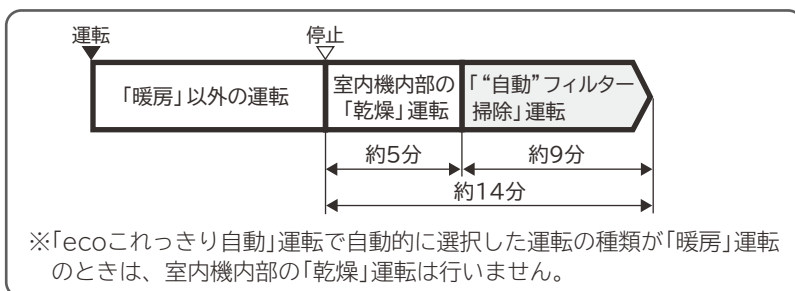 運転
停止
「暖房」以外の運転
室内機内部の
「乾燥」運転
「“自動”フィルター
掃除」運転
約5分
約9分
約14分
※「ecoこれっきり自動」運転で自動的に選択した運転の種類が「暖房」運転
のときは、室内機内部の「乾燥」運転は行いません。